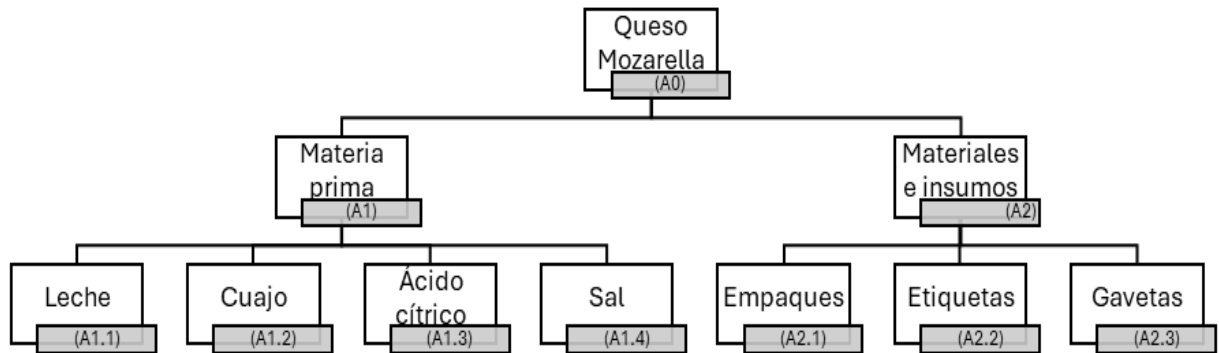 Queso
Mozarella
(A0)
Materia
prima
(A1)
Materiales
e insumos
(A2)
Leche
(A1.1)
Cuajo
(A1.2)
Ácido
cítrico
(A1.3)
Sal
(A1.4)
Empaques
(A2.1)
Etiquetas
(A2.2)
Gavetas
(A2.3)